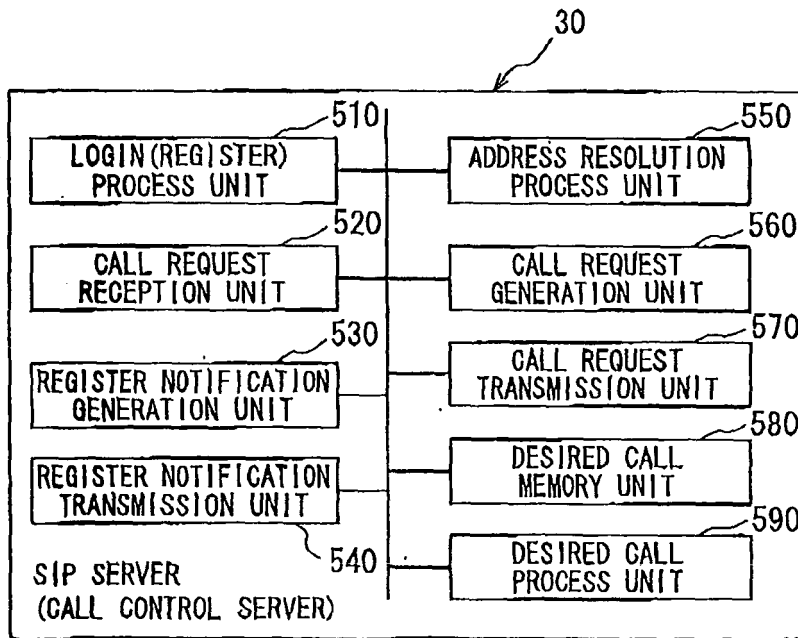 30
510
LOGIN(REGISTER)
PROCESS UNIT
520
CALL REQUEST
RECEPTION UNIT
530
REGISTER NOTIFICATION
GENERATION UNIT
REGISTER NOTIFICATION
TRANSMISSION UNIT
540
SIP SERVER
(CALL CONTROL SERVER)
550
ADDRESS RESOLUTION
PROCESS UNIT
560
CALL REQUEST
GENERATION UNIT
570
CALL REQUEST
TRANSMISSION UNIT
580
DESIRED CALL
MEMORY UNIT
590
DESIRED CALL
PROCESS UNIT